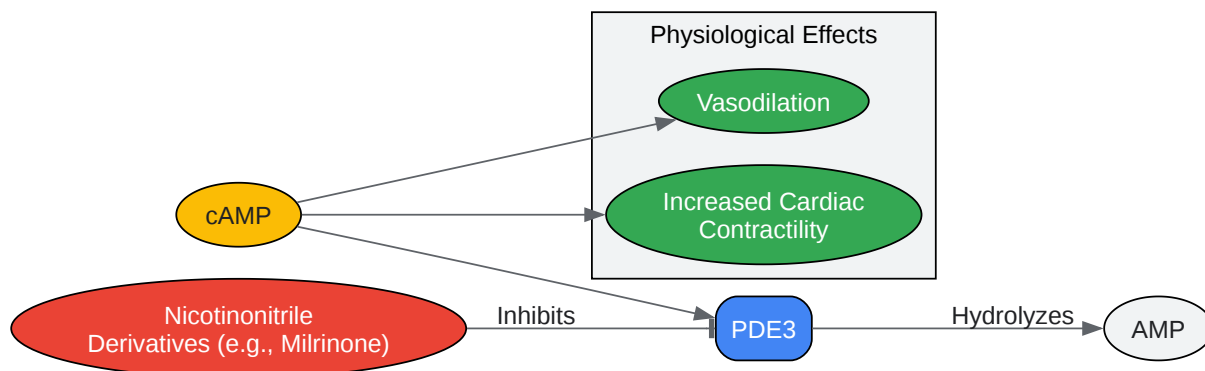 Physiological Effects
Vasodilation
cAMP
Increased Cardiac
Contractility
Nicotinonitrile
Derivatives (e.g., Milrinone)
Inhibits
PDE3
Hydrolyzes
AMP